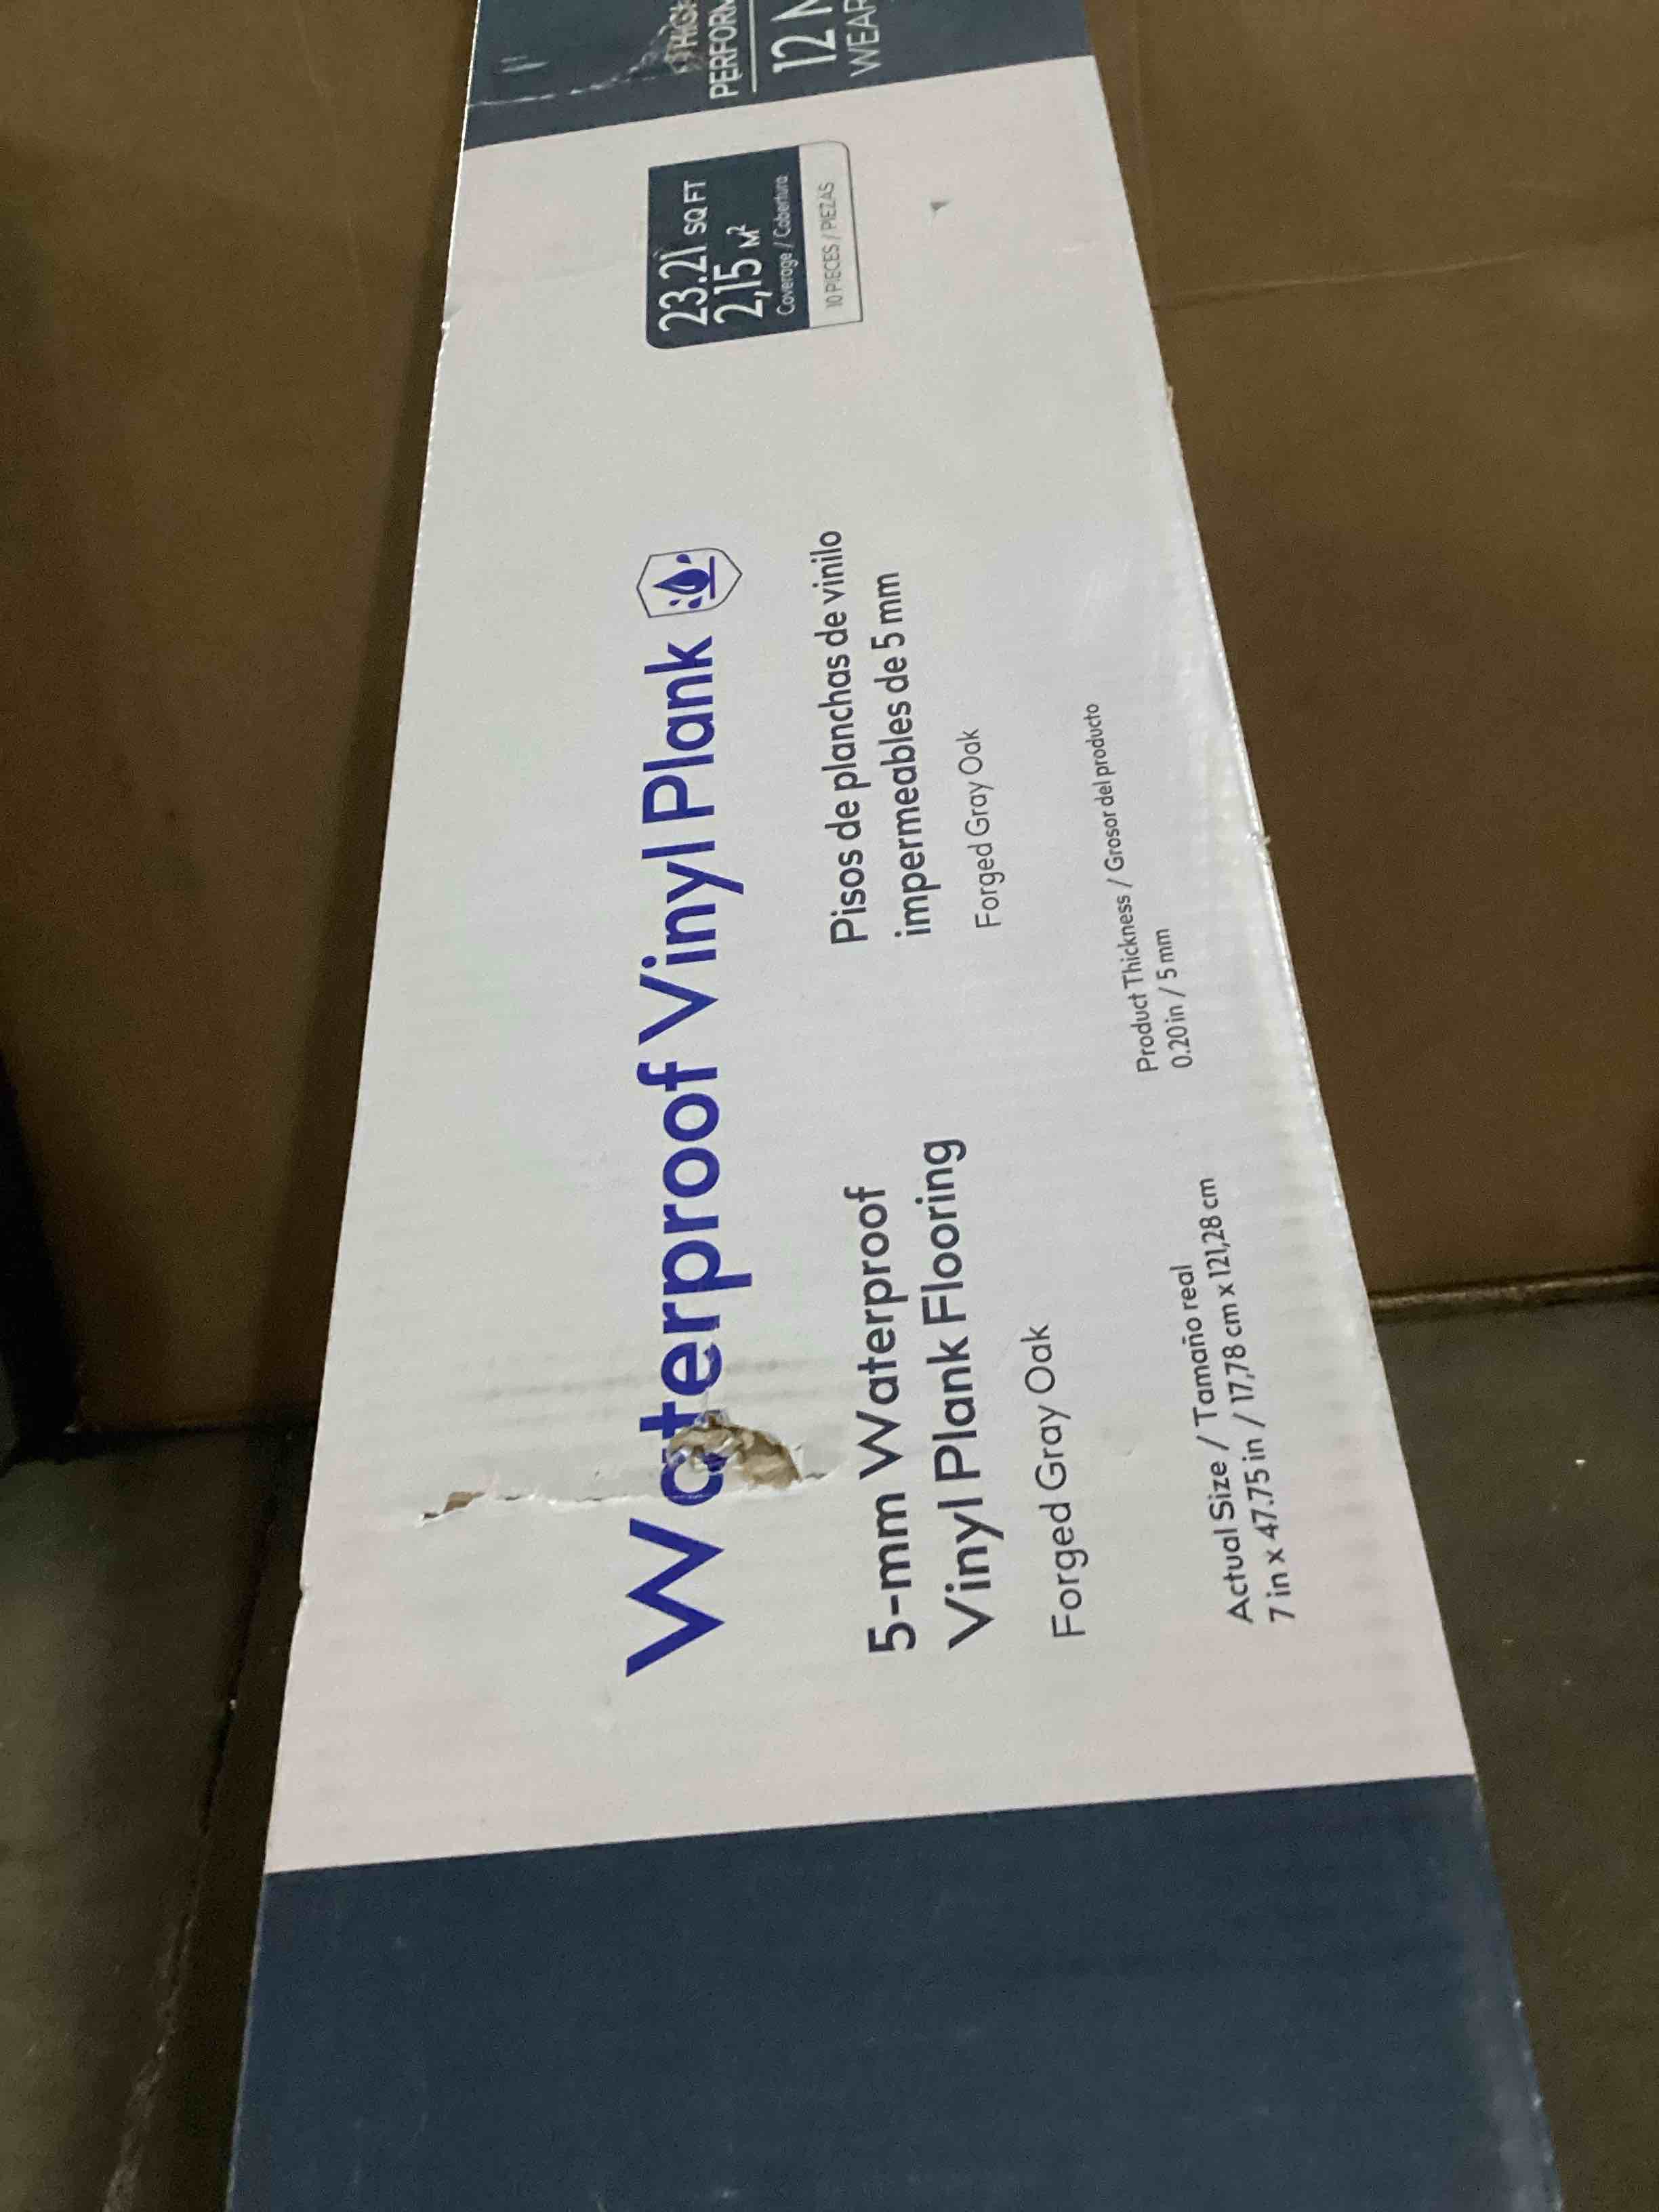 Waterproof Vinyl Plank
5-mm Waterproof
Vinyl Plank Flooring
Forged Gray Oak
Pisos de planchas de vinilo
impermeables de 5 mm
Forged Gray Oak
Actual Size / Tamaño real
7 in x 47.75 in / 17,78 cm x 121,28 cm
Product Thickness / Grosor del producto
0.20 in / 5 mm
23.21 SQ FT
2,15 M²
Coverage / Cobertura
10 PIECES / PIEZAS
12